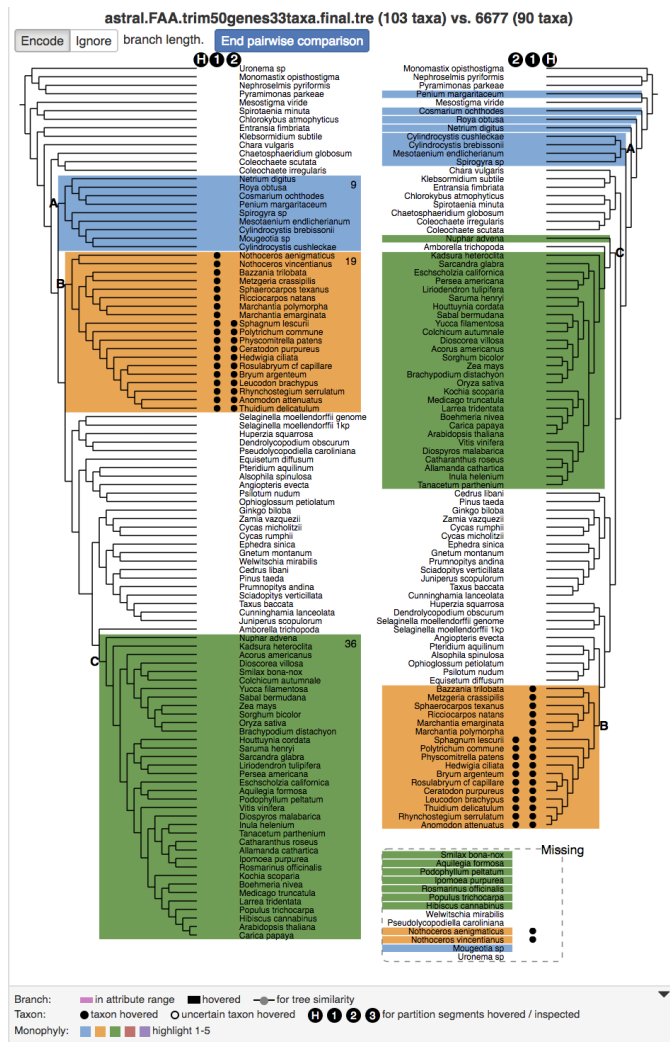 astral.FAA.trim50genes33taxa.final.tre (103 taxa) vs. 6677 (90 taxa)
Encode Ignore branch length. End pairwise comparison
H 1 2
Uronema sp
Monomastix opisthostigma
Nephroselmis pyriformis
Pyramimonas parkeae
Mesostigma viride
Spirotaenia minuta
Chlorokybus atmophyticus
Entransia fimbriata
Klebsormidium subtile
Chara vulgaris
Chaetosphaeridium globosum
Coleochaete scutata
Coleochaete irregularis
A
9
Netrium digitus
Roya obtusa
Cosmarium ochthodes
Penium margaritaceum
Spirogyra sp
Mesotaenium endlicherianum
Cylindrocystis brebissonii
Mougeotia sp
Cylindrocystis cushleckae
B
19
Nothoceros aenigmaticus
Nothoceros vincentianus
Bazzania trilobata
Metzgeria crassipilis
Sphaerocarpos texanus
Ricciocarpos natans
Marchantia polymorpha
Marchantia emarginata
Sphagnum lescurii
Polytrichum commune
Physcomitrella patens
Ceratodon purpureus
Hedwigia ciliata
Rosulabryum cf capillare
Bryum argenteum
Leucodon brachypus
Rhynchostegium serrulatum
Anomodon attenuatus
Thuidium delicatulum
Selaginella moellendorffii genome
Selaginella moellendorffii 1kp
Huperzia squarrosa
Dendrolycopodium obscurum
Pseudolycopodiella caroliniana
Equisetum diffusum
Pteridium aquilinum
Alsophila spinulosa
Angiopteris evecta
Psilotum nudum
Ophioglossum petiolatum
Ginkgo biloba
Zamia vazquezii
Cycas micholitzii
Cycas rumphii
Ephedra sinica
Gnetum montanum
Welwitschia mirabilis
Cedrus libani
Pinus taeda
Prumnopitys andina
Sciadopitys verticillata
Taxus baccata
Cunninghamia lanceolata
Juniperus scopulorum
Amborella trichopoda
C
36
Nuphar advena
Kadsura heteroclita
Acorus americanus
Dioscorea villosa
Smilax bona-nox
Colchicum autumnale
Yucca filamentosa
Sabal bermudana
Zea mays
Sorghum bicolor
Oryza sativa
Brachypodium distachyon
Houttuynia cordata
Saruma henryi
Sarcandra glabra
Liriodendron tulipifera
Persea americana
Eschscholzia californica
Aquilegia formosa
Podophyllum peltatum
Vitis vinifera
Diospyros malabarica
Inula helenium
Tanacetum parthenium
Catharanthus roseus
Allamanda cathartica
Ipomoea purpurea
Rosmarinus officinalis
Kochia scoparia
Boehmeria nivea
Medicago truncatula
Larrea tridentata
Populus trichocarpa
Hibiscus cannabinus
Arabidopsis thaliana
Carica papaya
2 1 H
Monomastix opisthostigma
Nephroselmis pyriformis
Pyramimonas parkeae
Penium margaritaceum
Mesostigma viride
Cosmarium ochthodes
Roya obtusa
Netrium digitus
Cylindrocystis cushleckae
Cylindrocystis brebissonii
Mesotaenium endlicherianum
Spirogyra sp
A
Chara vulgaris
Klebsormidium subtile
Entransia fimbriata
Chlorokybus atmophyticus
Spirotaenia minuta
Chaetosphaeridium globosum
Coleochaete irregularis
Coleochaete scutata
Nuphar advena
Amborella trichopoda
C
Kadsura heteroclita
Sarcandra glabra
Eschscholzia californica
Persea americana
Liriodendron tulipifera
Saruma henryi
Houttuynia cordata
Sabal bermudana
Yucca filamentosa
Colchicum autumnale
Dioscorea villosa
Acorus americanus
Sorghum bicolor
Zea mays
Brachypodium distachyon
Oryza sativa
Kochia scoparia
Medicago truncatula
Larrea tridentata
Boehmeria nivea
Carica papaya
Arabidopsis thaliana
Vitis vinifera
Diospyros malabarica
Catharanthus roseus
Allamanda cathartica
Inula helenium
Tanacetum parthenium
Cedrus libani
Pinus taeda
Ginkgo biloba
Zamia vazquezii
Cycas rumphii
Cycas micholitzii
Ephedra sinica
Gnetum montanum
Prumnopitys andina
Sciadopitys verticillata
Juniperus scopulorum
Taxus baccata
Cunninghamia lanceolata
Huperzia squarrosa
Dendrolycopodium obscurum
Selaginella moellendorffii genome
Selaginella moellendorffii 1kp
Angiopteris evecta
Pteridium aquilinum
Alsophila spinulosa
Ophioglossum petiolatum
Psilotum nudum
Equisetum diffusum
Bazzania trilobata
Metzgeria crassipilis
Sphaerocarpos texanus
Ricciocarpos natans
Marchantia emarginata
Marchantia polymorpha
B
Sphagnum lescurii
Polytrichum commune
Physcomitrella patens
Hedwigia ciliata
Bryum argenteum
Rosulabryum cf capillare
Ceratodon purpureus
Leucodon brachypus
Thuidium delicatulum
Rhynchostegium serrulatum
Anomodon attenuatus
Missing
Smilax bona-nox
Aquilegia formosa
Podophyllum peltatum
Ipomoea purpurea
Rosmarinus officinalis
Populus trichocarpa
Hibiscus cannabinus
Welwitschia mirabilis
Pseudolycopodiella caroliniana
Nothoceros aenigmaticus
Nothoceros vincentianus
Mougeotia sp
Uronema sp
Branch: in attribute range hovered for tree similarity
Taxon: taxon hovered uncertain taxon hovered H 1 2 3 for partition segments hovered / inspected
Monophyly: highlight 1-5